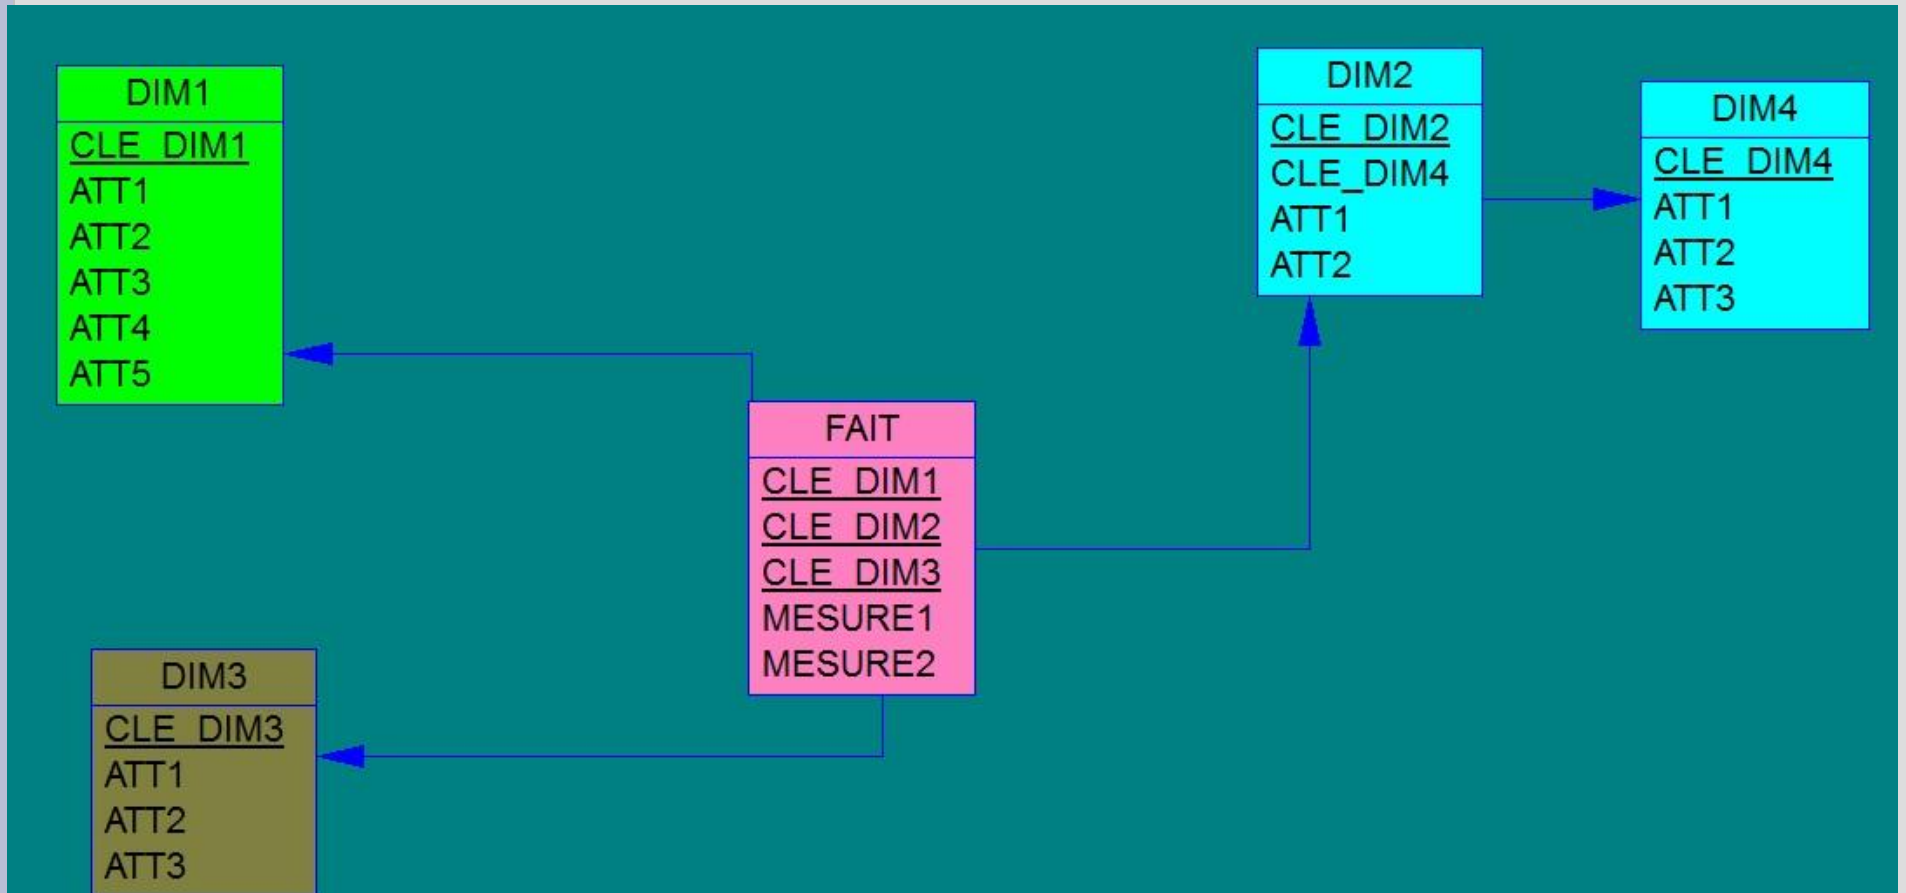 DIM1
CLE_DIM1
ATT1
ATT2
ATT3
ATT4
ATT5
DIM2
CLE_DIM2
CLE_DIM4
ATT1
ATT2
DIM4
CLE_DIM4
ATT1
ATT2
ATT3
FAIT
CLE_DIM1
CLE_DIM2
CLE_DIM3
MESURE1
MESURE2
DIM3
CLE_DIM3
ATT1
ATT2
ATT3